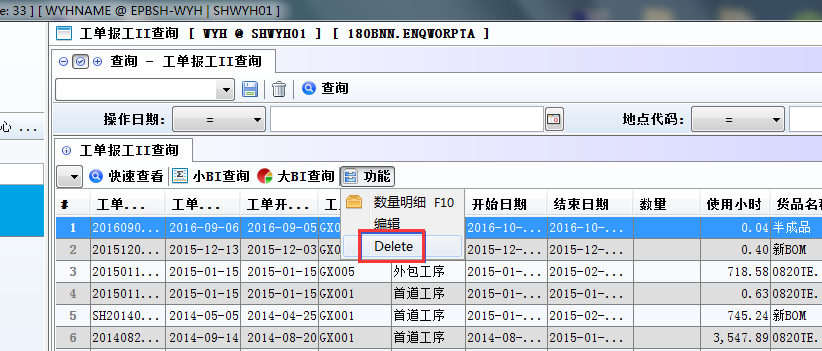 e: 33 ] [ WYHNAME @ EPBSH-WYH | SHWYH01 ]
工单报工II查询 [ WYH @ SHWYH01 ] [ 180BNN.ENQWORPTA ]
查询 - 工单报工II查询
查询
心 ...
操作日期: = 地点代码: =
工单报工II查询
快速查看 小BI查询 大BI查询 功能
数量明细 F10
编辑
Delete
# 工单... 工单... 工单开... 工... 开始日期 结束日期 数量 使用小时 货品名称
1 2016090... 2016-09-06 2016-09-05 GX0 2016-10-... 2016-10-... 0.04 半成品
2 2015120... 2015-12-13 2015-12-03 GX0 2015-12-... 2015-12-... 0.40 新BOM
3 2015011... 2015-01-15 2015-01-15 GX005 外包工序 2015-01-... 2015-02-... 718.58 0820TE.
4 2015011... 2015-01-15 2015-01-15 GX001 首道工序 2015-01-... 2015-01-... 0.63 0820TE.
5 SH20140... 2014-05-05 2014-04-25 GX001 首道工序 2015-01-... 2015-02-... 745.24 新BOM
6 2014082... 2014-09-14 2014-08-20 GX001 首道工序 2014-08-... 2015-01-... 3,547.89 0820TE.